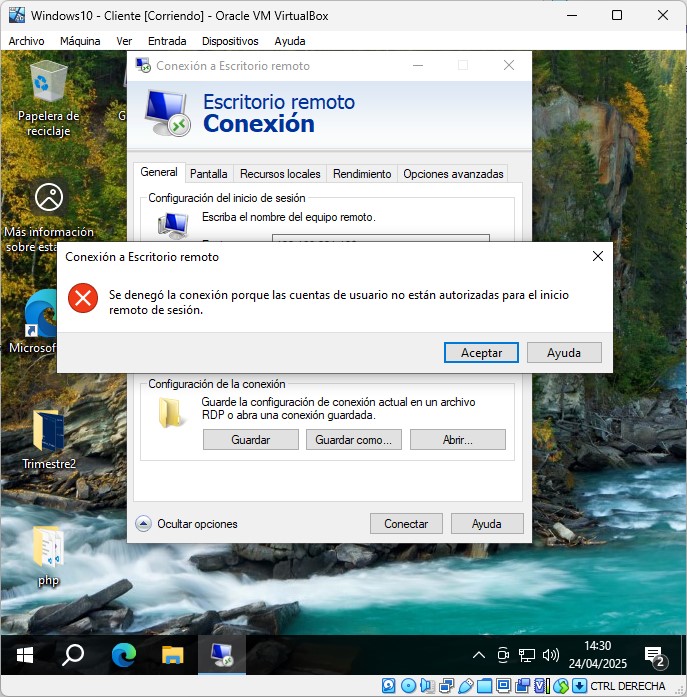 Windows10 - Cliente [Corriendo] - Oracle VM VirtualBox
Archivo Máquina Ver Entrada Dispositivos Ayuda
Papelera de
reciclaje
G
Más información
sobre esta
Microsof
Trimestre2
php
Conexión a Escritorio remoto
Escritorio remoto
Conexión
General Pantalla Recursos locales Rendimiento Opciones avanzadas
Configuración del inicio de sesión
Escriba el nombre del equipo remoto.
Conexión a Escritorio remoto
Se denegó la conexión porque las cuentas de usuario no están autorizadas para el inicio
remoto de sesión.
Aceptar Ayuda
Configuración de la conexión
Guarde la configuración de conexión actual en un archivo
RDP o abra una conexión guardada.
Guardar Guardar como... Abrir...
Ocultar opciones Conectar Ayuda
14:30
24/04/2025
2
CTRL DERECHA